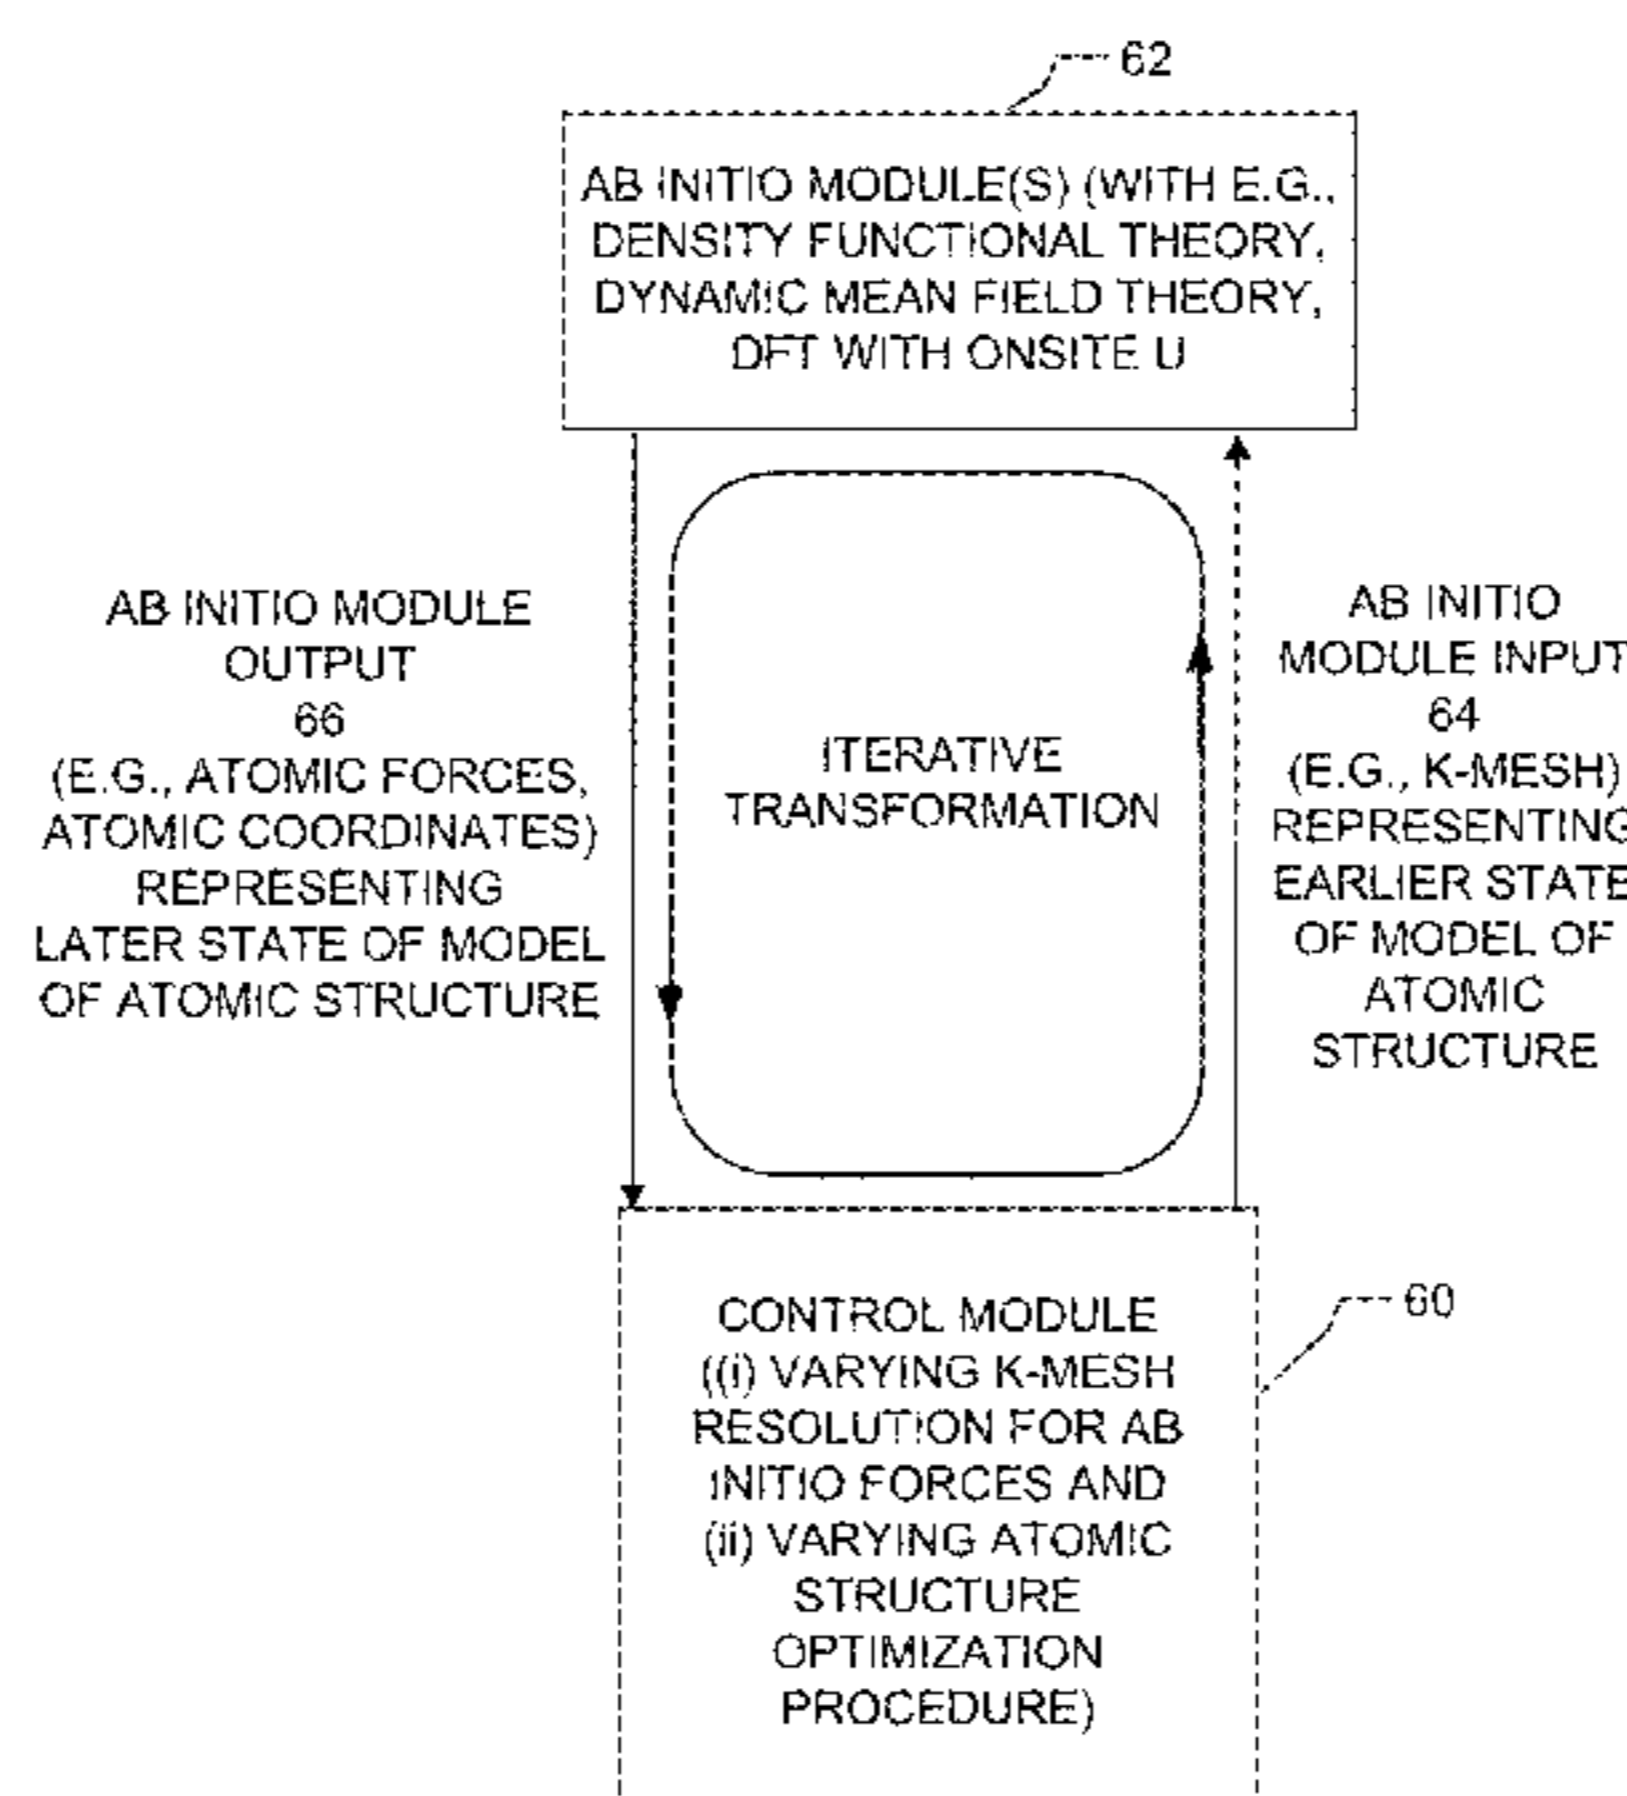 62
AB INITIO MODULE(S) (WITH E.G.,
DENSITY FUNCTIONAL THEORY,
DYNAMIC MEAN FIELD THEORY,
DFT WITH ONSITE U
AB INITIO MODULE
OUTPUT
66
(E.G., ATOMIC FORCES,
ATOMIC COORDINATES)
REPRESENTING
LATER STATE OF MODEL
OF ATOMIC STRUCTURE
ITERATIVE
TRANSFORMATION
AB INITIO
MODULE INPUT
64
(E.G., K-MESH)
REPRESENTING
EARLIER STATE
OF MODEL OF
ATOMIC
STRUCTURE
60
CONTROL MODULE
((i) VARYING K-MESH
RESOLUTION FOR AB
INITIO FORCES AND
(ii) VARYING ATOMIC
STRUCTURE
OPTIMIZATION
PROCEDURE)